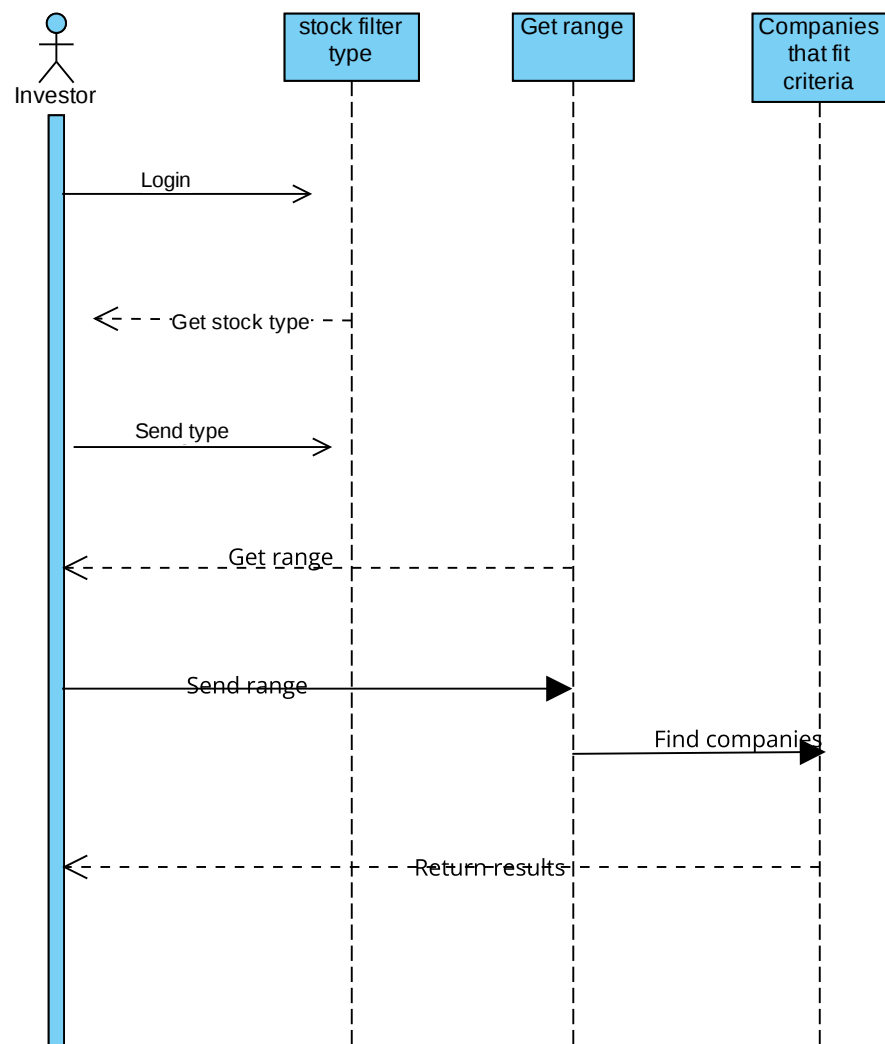 stock filter
type
Get range
Companies
that fit
criteria
Investor
Login
Get stock type
Send type
Get range
Send range
Find companies
Return results